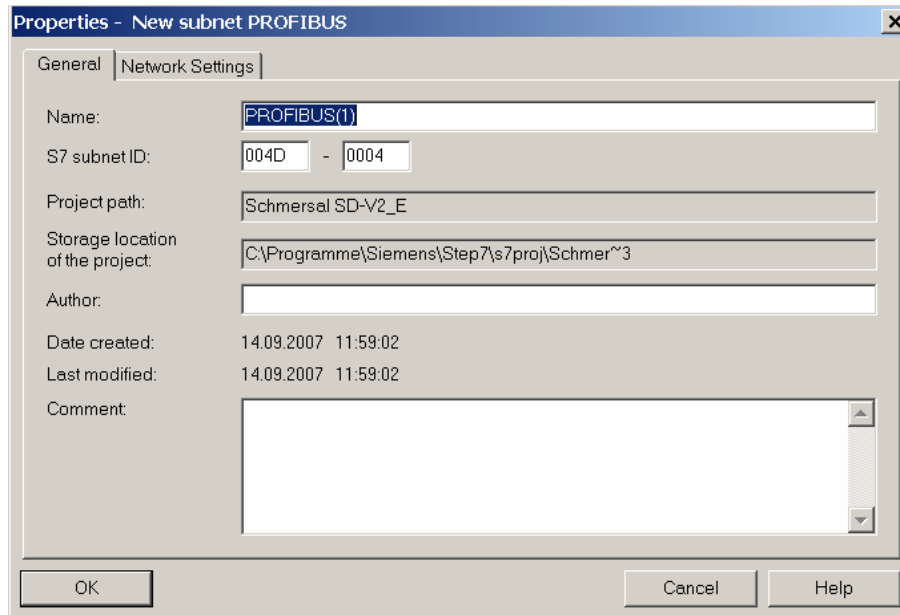 Properties - New subnet PROFIBUS
General Network Settings
Name: PROFIBUS(1)
S7 subnet ID: 004D - 0004
Project path: Schmersal SD-V2_E
Storage location
of the project: C:\Programme\Siemens\Step7\s7proj\Schmer~3
Author:
Date created: 14.09.2007 11:59:02
Last modified: 14.09.2007 11:59:02
Comment:
OK Cancel Help